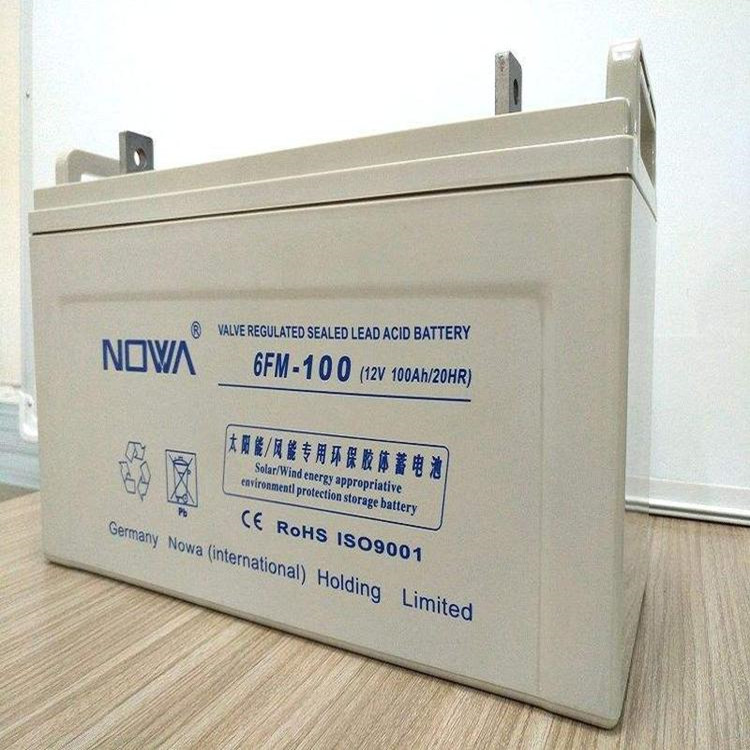 NOWA®
VALVE REGULATED SEALED LEAD ACID BATTERY
6FM-100 (12V 100Ah/20HR)
太阳能/风能专用环保胶体蓄电池
Solar/Wind energy appropriative
environmentl protection storage battery
Pb
CE RoHS ISO9001
Germany Nowa (international) Holding Limited